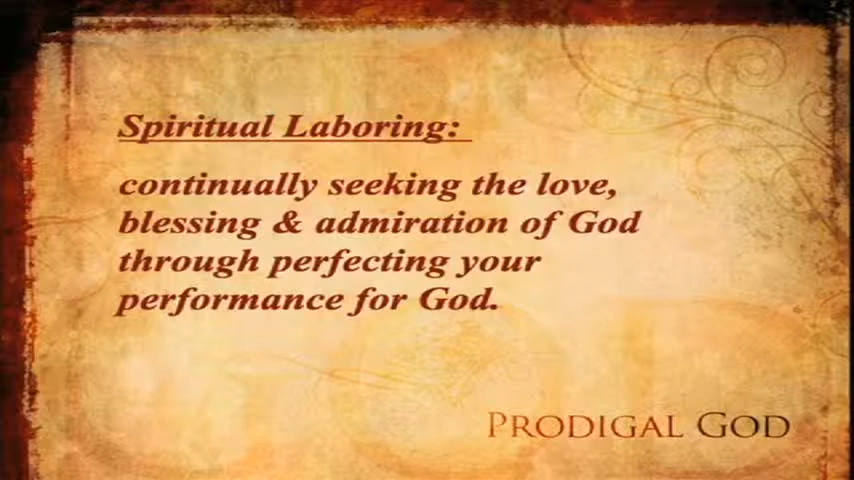 Spiritual Laboring:
continually seeking the love,
blessing & admiration of God
through perfecting your
performance for God.
PRODIGAL GOD